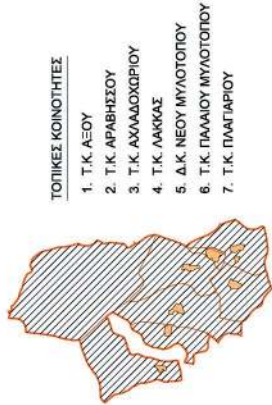 ΤΟΠΙΚΕΣ ΚΟΙΝΟΤΗΤΕΣ
1. Τ.Κ. ΑΞΟΥ
2. Τ.Κ. ΑΡΑΒΗΣΣΟΥ
3. Τ.Κ. ΑΧΛΑΔΟΧΩΡΙΟΥ
4. Τ.Κ. ΛΑΚΚΑΣ
5. Δ.Κ. ΝΕΟΥ ΜΥΛΟΤΟΠΟΥ
6. Τ.Κ. ΠΑΛΑΙΟΥ ΜΥΛΟΤΟΠΟΥ
7. Τ.Κ. ΠΛΑΓΙΑΡΙΟΥ